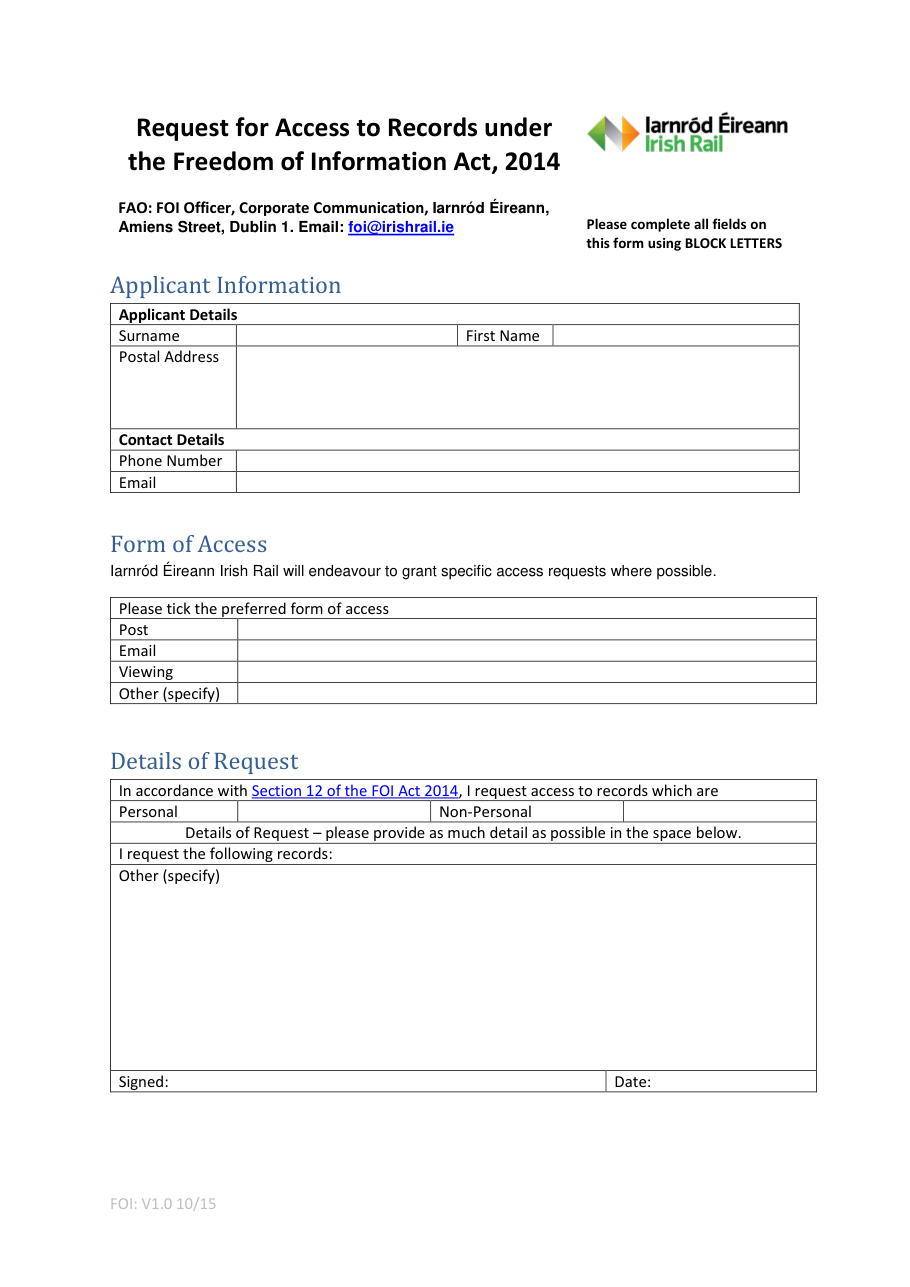 Request for Access to Records under
the Freedom of Information Act, 2014
Iarnród Éireann
Irish Rail
FAO: FOI Officer, Corporate Communication, Iarnród Éireann,
Amiens Street, Dublin 1. Email: foi@irishrail.ie
Please complete all fields on
this form using BLOCK LETTERS
Applicant Information
Applicant Details
Surname First Name
Postal Address
Contact Details
Phone Number
Email
Form of Access
Iarnród Éireann Irish Rail will endeavour to grant specific access requests where possible.
Please tick the preferred form of access
Post
Email
Viewing
Other (specify)
Details of Request
In accordance with Section 12 of the FOI Act 2014, I request access to records which are
Personal Non-Personal
Details of Request – please provide as much detail as possible in the space below.
I request the following records:
Other (specify)
Signed: Date:
FOI: V1.0 10/15